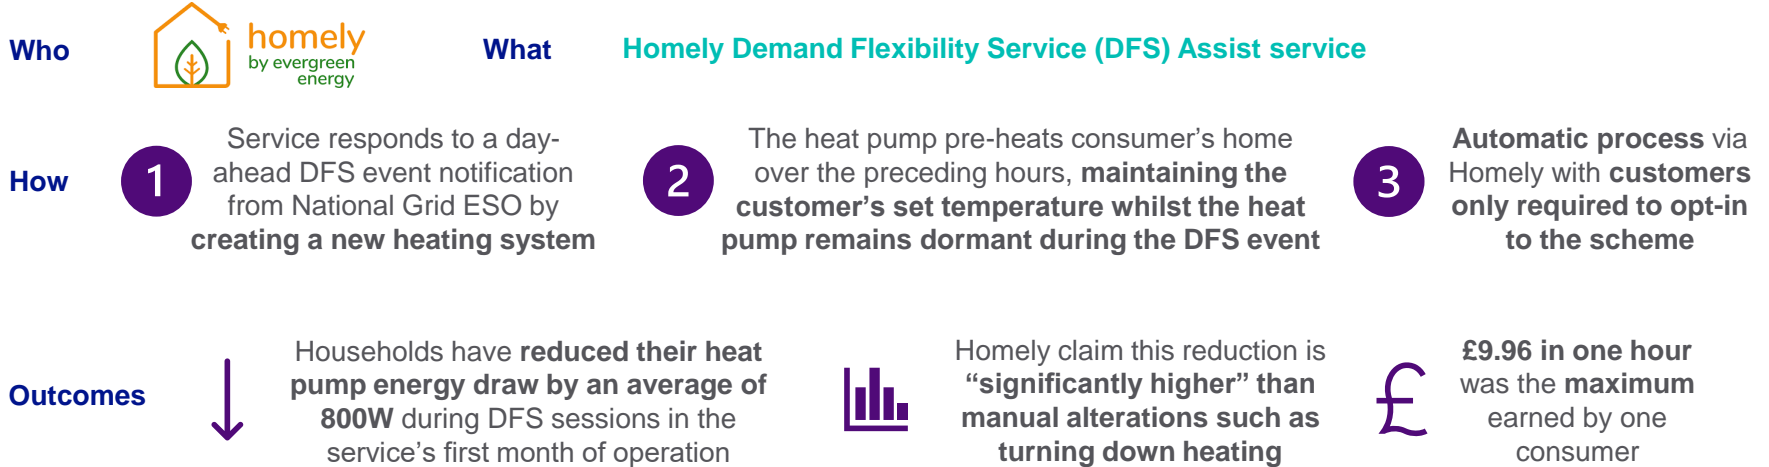 Who
homely
by evergreen
energy
What
Homely Demand Flexibility Service (DFS) Assist service
How
1
Service responds to a day-
ahead DFS event notification
from National Grid ESO by
creating a new heating system
2
The heat pump pre-heats consumer’s home
over the preceding hours, maintaining the
customer’s set temperature whilst the heat
pump remains dormant during the DFS event
3
Automatic process via
Homely with customers
only required to opt-in
to the scheme
Outcomes
Households have reduced their heat
pump energy draw by an average of
800W during DFS sessions in the
service’s first month of operation
Homely claim this reduction is
“significantly higher” than
manual alterations such as
turning down heating
£
£9.96 in one hour
was the maximum
earned by one
consumer